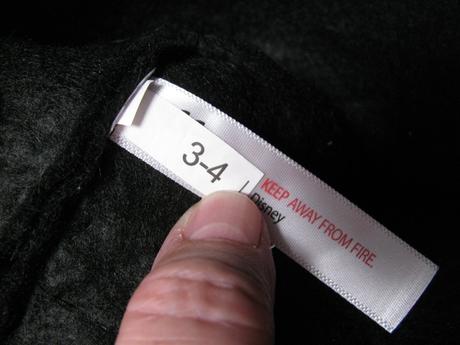 3-4
KEEP AWAY FROM FIRE.
Disney